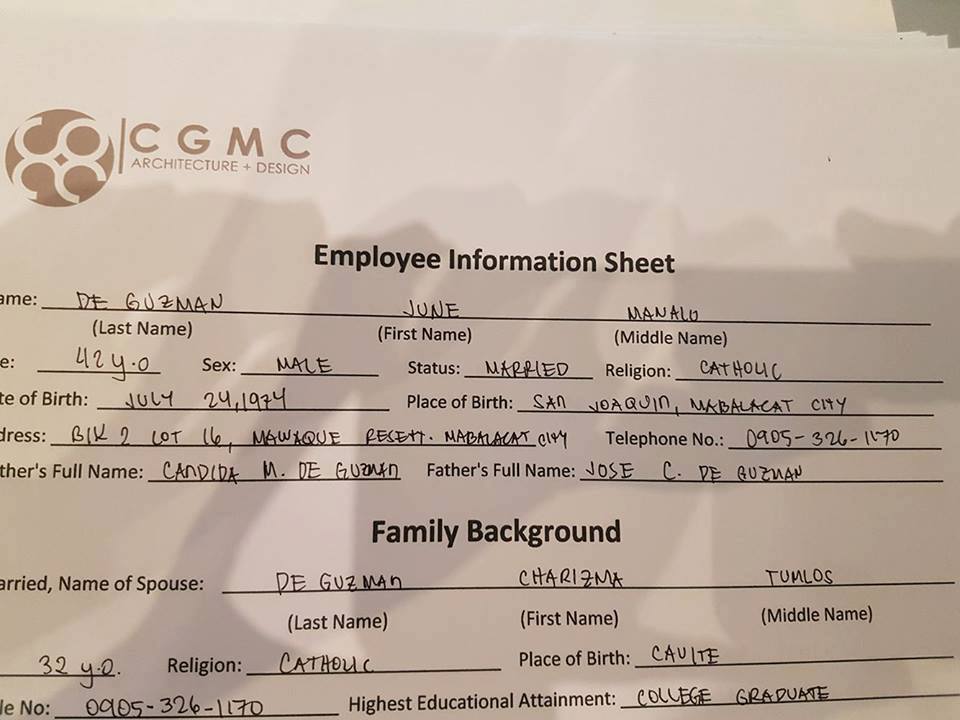 CGMC
ARCHITECTURE + DESIGN
Employee Information Sheet
ame: DE GUZMAN JUNE MANALO
(Last Name) (First Name) (Middle Name)
e: 42 y.o Sex: MALE Status: MARRIED Religion: CATHOLIC
te of Birth: JULY 24, 1974 Place of Birth: SAN JOAQUIN, MABALACAT CITY
dress: BLK 2 LOT 16, MAWAQUE RESETT. MABALACAT CITY Telephone No.: 0905-326-1170
ther's Full Name: CANDIDA M. DE GUZMAN Father's Full Name: JOSE C. DE GUZMAN
Family Background
arried, Name of Spouse: DE GUZMAN CHARIZMA TUMLOS
(Last Name) (First Name) (Middle Name)
32 y.o. Religion: CATHOLIC Place of Birth: CAVITE
le No: 0905-326-1170 Highest Educational Attainment: COLLEGE GRADUATE